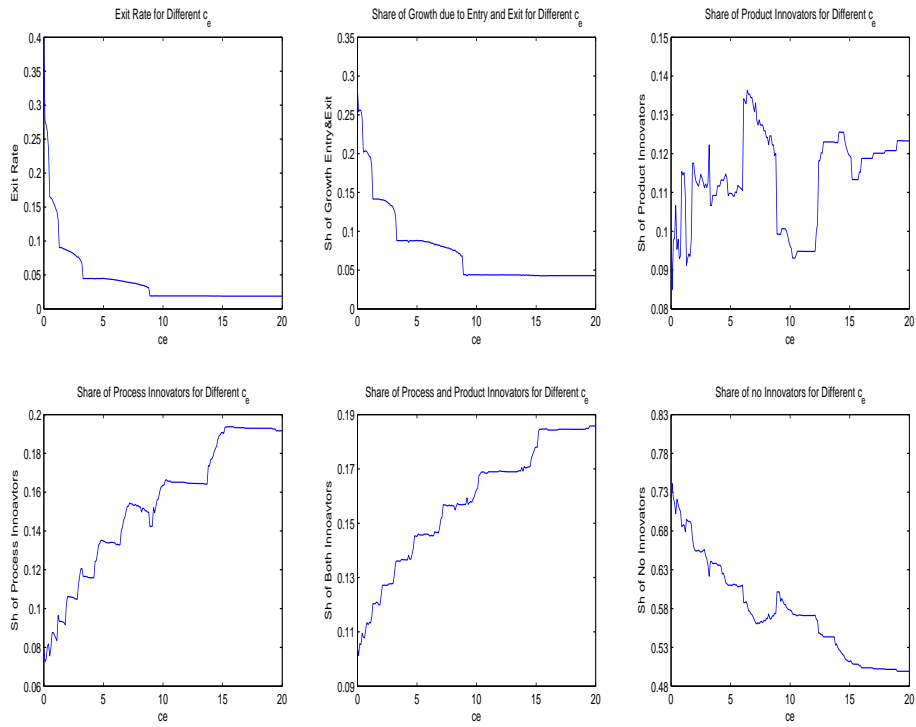 Exit Rate for Different c_e
0.4
0.35
0.3
0.25
0.2
0.15
0.1
0.05
0
Exit Rate
0 5 10 15 20
ce
Share of Growth due to Entry and Exit for Different c_e
0.35
0.3
0.25
0.2
0.15
0.1
0.05
0
Sh of Growth Entry&Exit
0 5 10 15 20
ce
Share of Product Innovators for Different c_e
0.15
0.14
0.13
0.12
0.11
0.1
0.09
0.08
Sh of Product Innovators
0 5 10 15 20
ce
Share of Process Innovators for Different c_e
0.2
0.18
0.16
0.14
0.12
0.1
0.08
0.06
Sh of Process Innoavtors
0 5 10 15 20
ce
Share of Process and Product Innovators for Different c_e
0.19
0.17
0.15
0.13
0.11
0.09
Sh of Both Innoavtors
0 5 10 15 20
ce
Share of no Innovators for Different c_e
0.83
0.78
0.73
0.68
0.63
0.58
0.53
0.48
Sh of No Innovators
0 5 10 15 20
ce